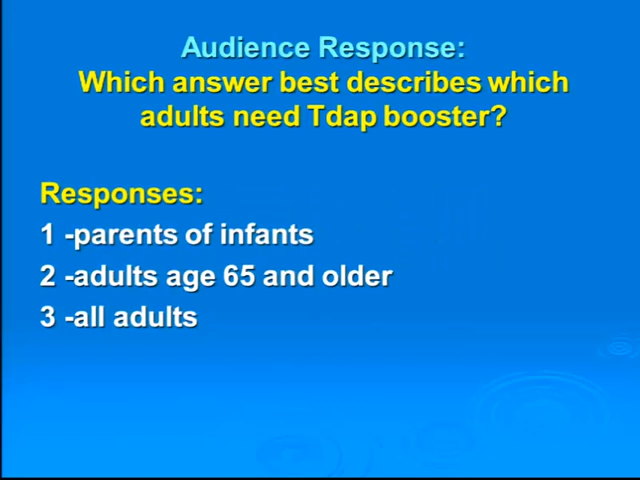 Audience Response:
Which answer best describes which
adults need Tdap booster?
Responses:
1 -parents of infants
2 -adults age 65 and older
3 -all adults